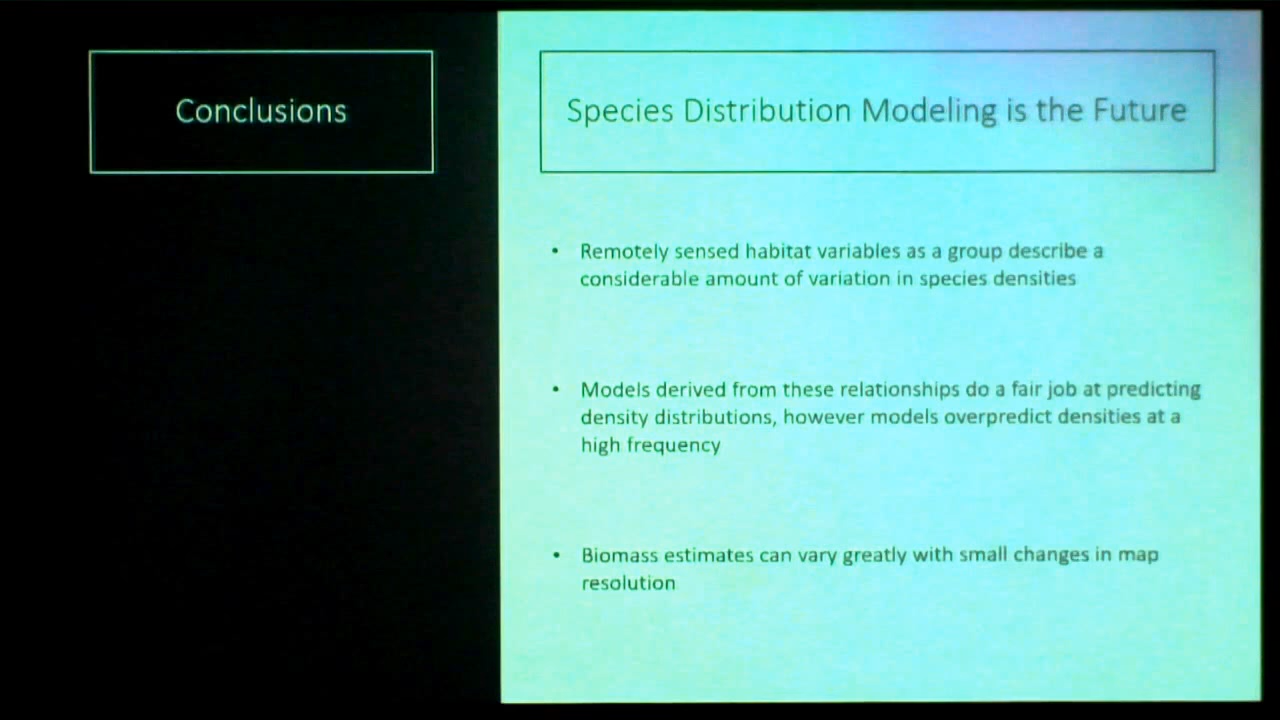 Conclusions
Species Distribution Modeling is the Future
• Remotely sensed habitat variables as a group describe a
considerable amount of variation in species densities
• Models derived from these relationships do a fair job at predicting
density distributions, however models overpredict densities at a
high frequency
• Biomass estimates can vary greatly with small changes in map
resolution